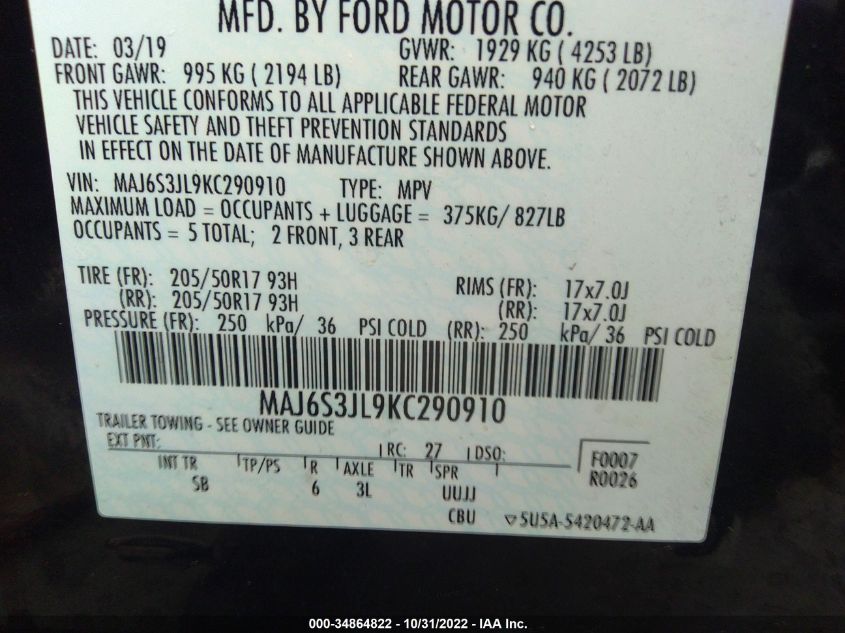 MFD. BY FORD MOTOR CO.
DATE: 03/19 GVWR: 1929 KG ( 4253 LB)
FRONT GAWR: 995 KG ( 2194 LB) REAR GAWR: 940 KG ( 2072 LB)
THIS VEHICLE CONFORMS TO ALL APPLICABLE FEDERAL MOTOR
VEHICLE SAFETY AND THEFT PREVENTION STANDARDS
IN EFFECT ON THE DATE OF MANUFACTURE SHOWN ABOVE.
VIN: MAJ6S3JL9KC290910 TYPE: MPV
MAXIMUM LOAD = OCCUPANTS + LUGGAGE = 375KG/ 827LB
OCCUPANTS = 5 TOTAL; 2 FRONT, 3 REAR
TIRE (FR): 205/50R17 93H RIMS (FR): 17x7.0J
(RR): 205/50R17 93H (RR): 17x7.0J
PRESSURE (FR): 250 kPa/ 36 PSI COLD (RR): 250 kPa/ 36 PSI COLD
MAJ6S3JL9KC290910
TRAILER TOWING - SEE OWNER GUIDE
EXT PNT: RC: 27 DSO: F0007
INT TR TP/PS R AXLE TR SPR R0026
SB 6 3L UUJJ
CBU 5U5A-5420472-AA
000-34864822 - 10/31/2022 - IAA Inc.